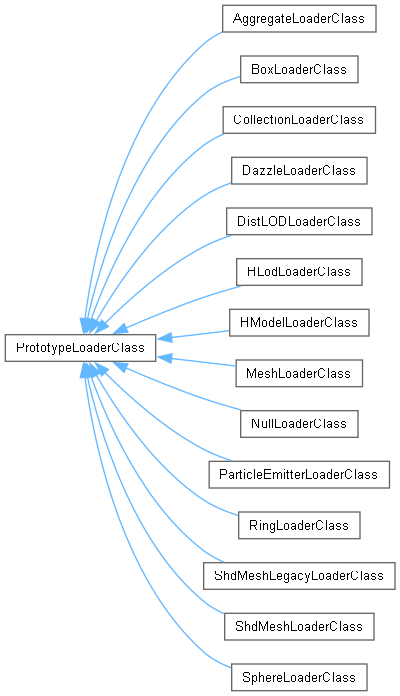 AggregateLoaderClass
BoxLoaderClass
CollectionLoaderClass
DazzleLoaderClass
DistLODLoaderClass
HLodLoaderClass
HModelLoaderClass
PrototypeLoaderClass
MeshLoaderClass
NullLoaderClass
ParticleEmitterLoaderClass
RingLoaderClass
ShdMeshLegacyLoaderClass
ShdMeshLoaderClass
SphereLoaderClass